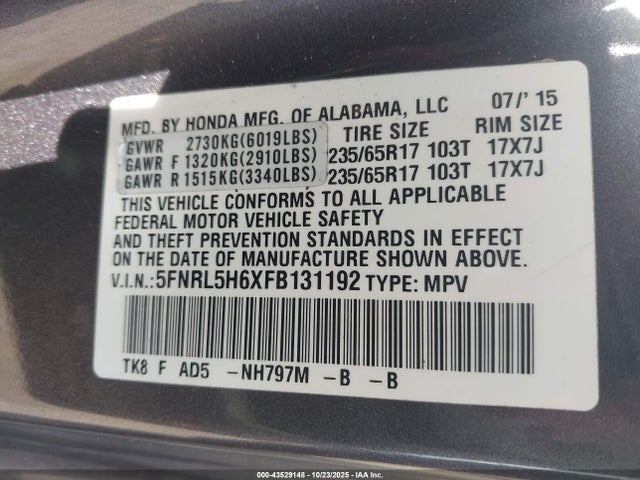 MFD. BY HONDA MFG. OF ALABAMA, LLC 07/'15
GVWR 2730KG(6019LBS) TIRE SIZE RIM SIZE
GAWR F 1320KG(2910LBS) 235/65R17 103T 17X7J
GAWR R 1515KG(3340LBS) 235/65R17 103T 17X7J
THIS VEHICLE CONFORMS TO ALL APPLICABLE
FEDERAL MOTOR VEHICLE SAFETY
AND THEFT PREVENTION STANDARDS IN EFFECT
ON THE DATE OF MANUFACTURE SHOWN ABOVE.
V.I.N.:5FNRL5H6XFB131192 TYPE: MPV
TK8 F AD5 -NH797M -B -B
000-43529148 - 10/23/2025 - IAA Inc.